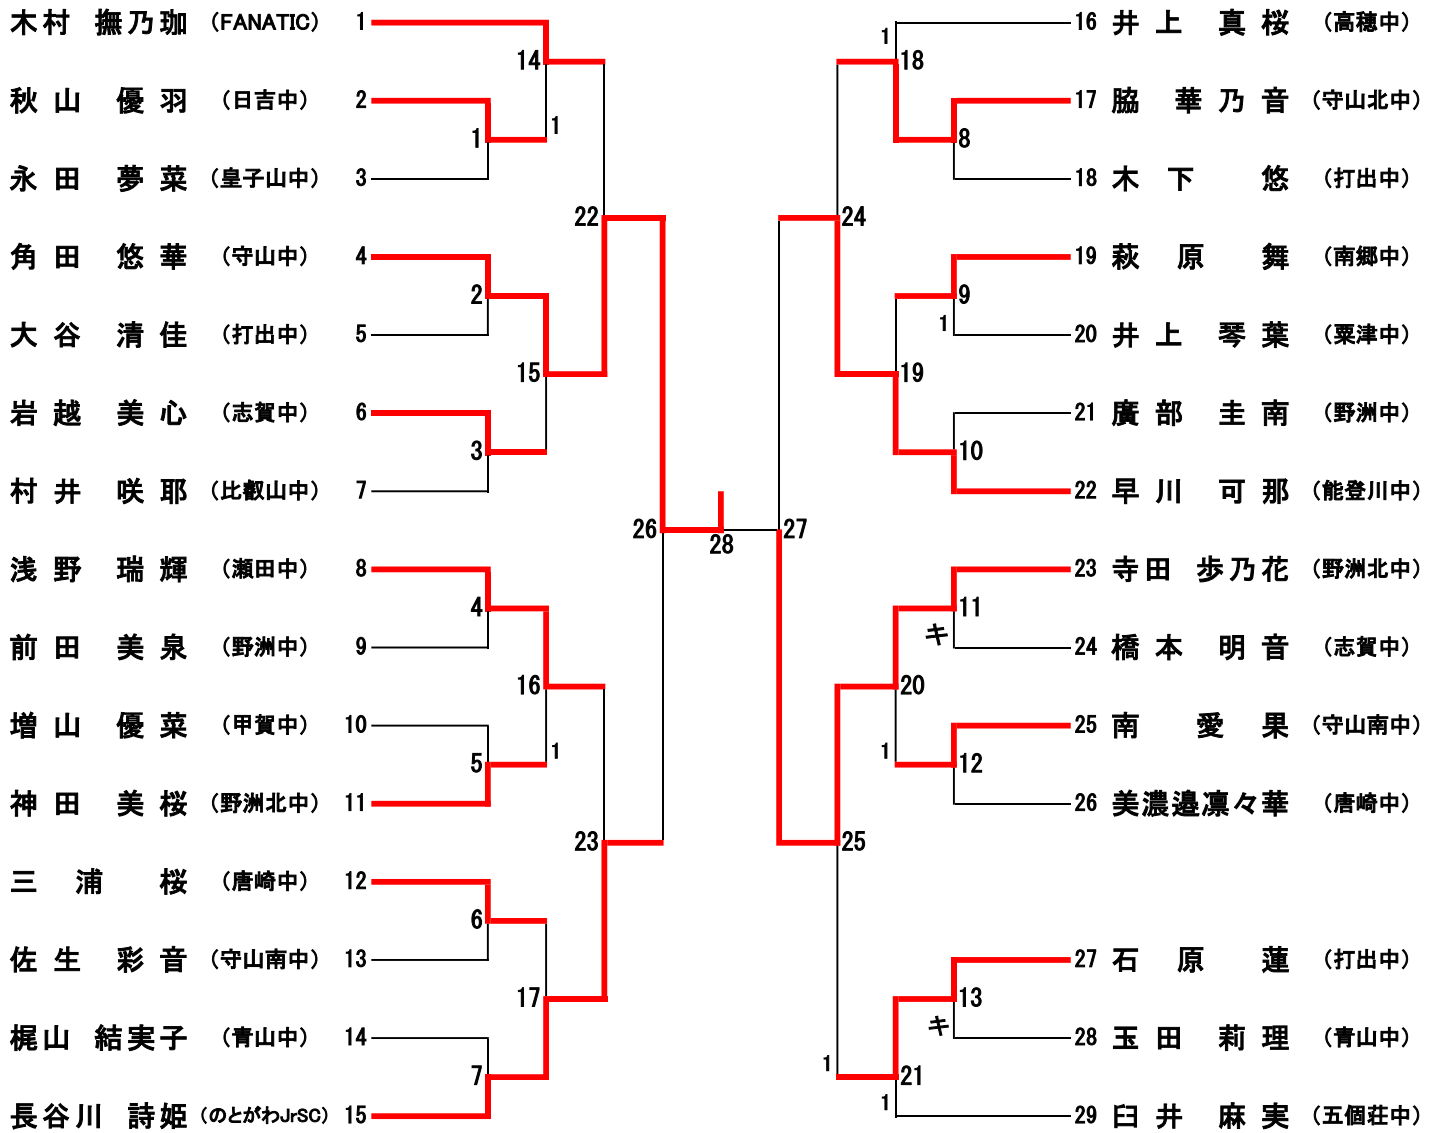 木村 撫乃珈 （FANATIC） 1
秋山 優羽 （日吉中） 2
永田 夢菜 （皇子山中） 3
角田 悠華 （守山中） 4
大谷 清佳 （打出中） 5
岩越 美心 （志賀中） 6
村井 咲耶 （比叡山中） 7
浅野 瑞輝 （瀬田中） 8
前田 美泉 （野洲中） 9
増山 優菜 （甲賀中） 10
神田 美桜 （野洲北中） 11
三浦 桜 （唐崎中） 12
佐生 彩音 （守山南中） 13
梶山 結実子 （青山中） 14
長谷川 詩姫 （のとがわJrSC） 15
14
1
1
22
2
15
3
26
28
4
16
5
1
23
6
17
7
1
18
8
24
9
1
19
10
27
11
キ
20
1
12
25
13
キ
1
21
1
16 井上 真桜 （高穂中）
17 脇 華乃音 （守山北中）
18 木下 悠 （打出中）
19 萩原 舞 （南郷中）
20 井上 琴葉 （粟津中）
21 廣部 圭南 （野洲中）
22 早川 可那 （能登川中）
23 寺田 歩乃花 （野洲北中）
24 橋本 明音 （志賀中）
25 南 愛果 （守山南中）
26 美濃邉凛々華 （唐崎中）
27 石原 蓮 （打出中）
28 玉田 莉理 （青山中）
29 臼井 麻実 （五個荘中）